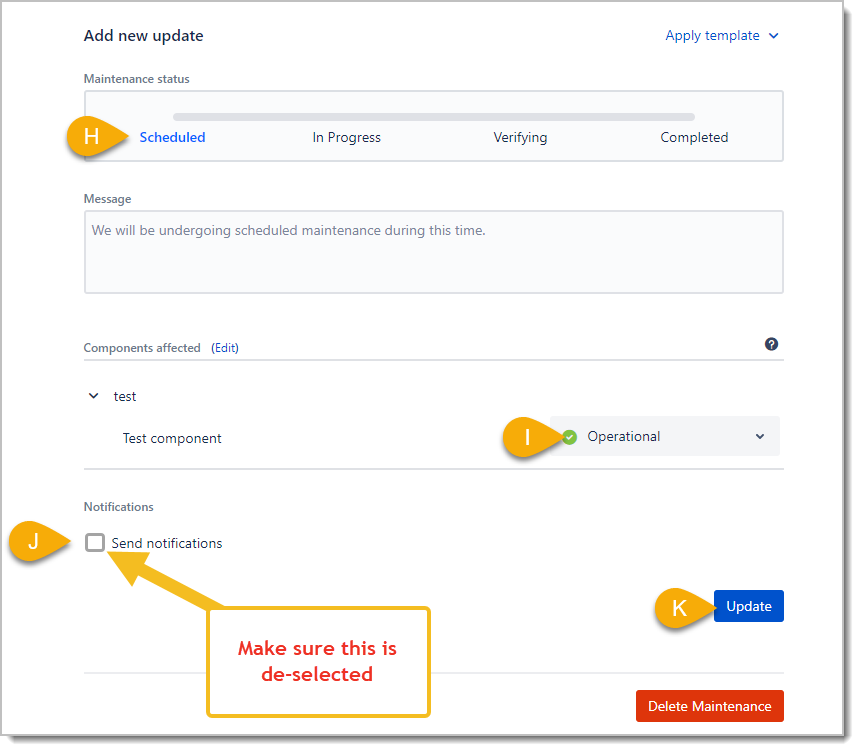 Add new update
Apply template
Maintenance status
H
Scheduled
In Progress
Verifying
Completed
Message
We will be undergoing scheduled maintenance during this time.
Components affected (Edit)
?
test
Test component
I
Operational
Notifications
J
Send notifications
K
Update
Make sure this is
de-selected
Delete Maintenance